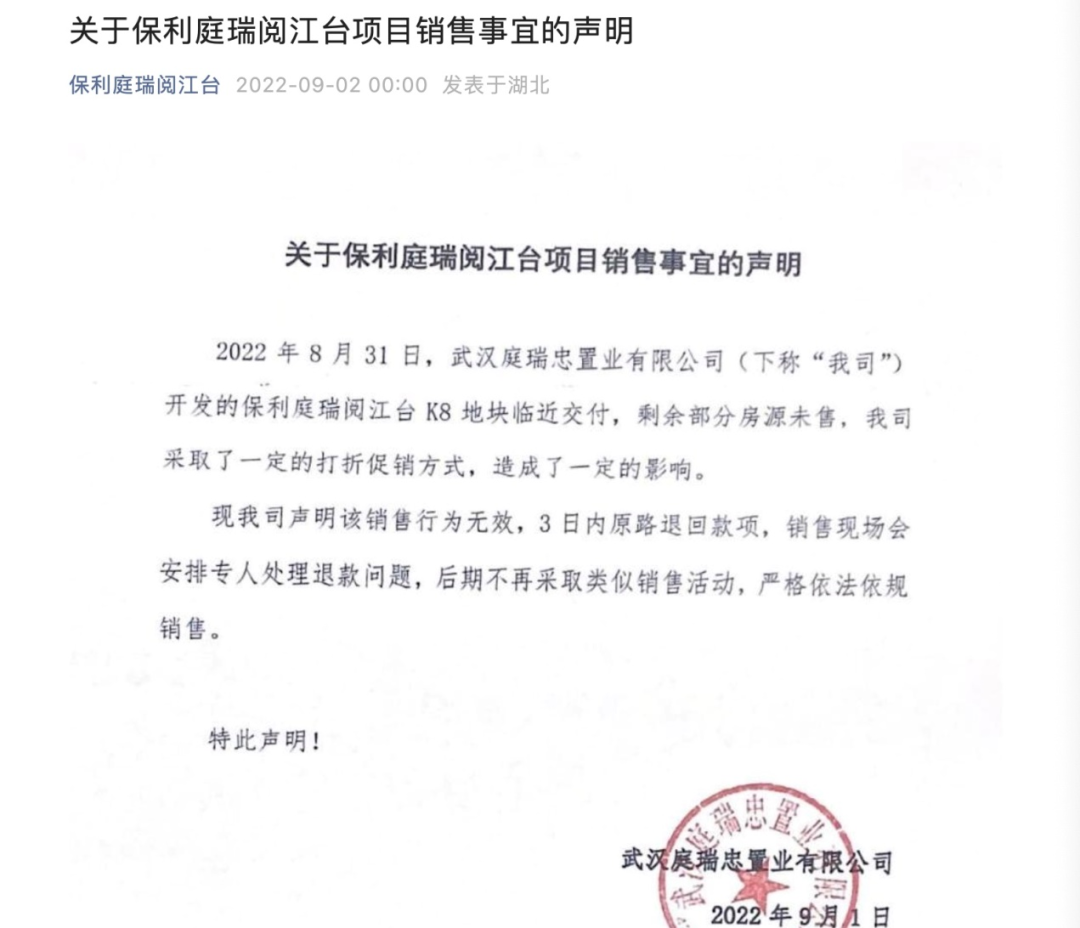 关于保利庭瑞阅江台项目销售事宜的声明
保利庭瑞阅江台 2022-09-02 00:00 发表于湖北
关于保利庭瑞阅江台项目销售事宜的声明
2022 年 8 月 31 日，武汉庭瑞忠置业有限公司（下称“我司”）
开发的保利庭瑞阅江台 K8 地块临近交付，剩余部分房源未售，我司
采取了一定的打折促销方式，造成了一定的影响。
现我司声明该销售行为无效，3 日内原路退回款项，销售现场会
安排专人处理退款问题，后期不再采取类似销售活动，严格依法依规
销售。
特此声明！
武汉庭瑞忠置业有限公
武汉庭瑞忠置业有限公司
2022 年 9 月 1 日